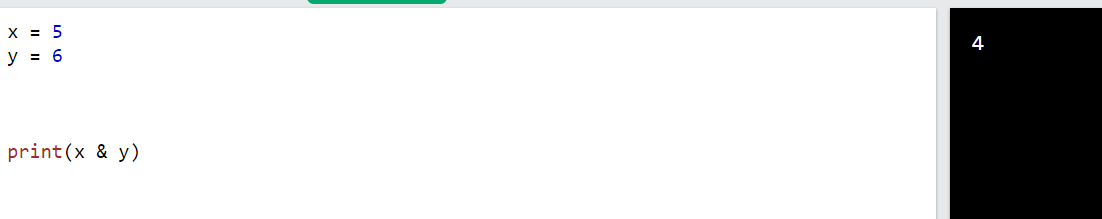 x = 5
y = 6
print(x & y)
4